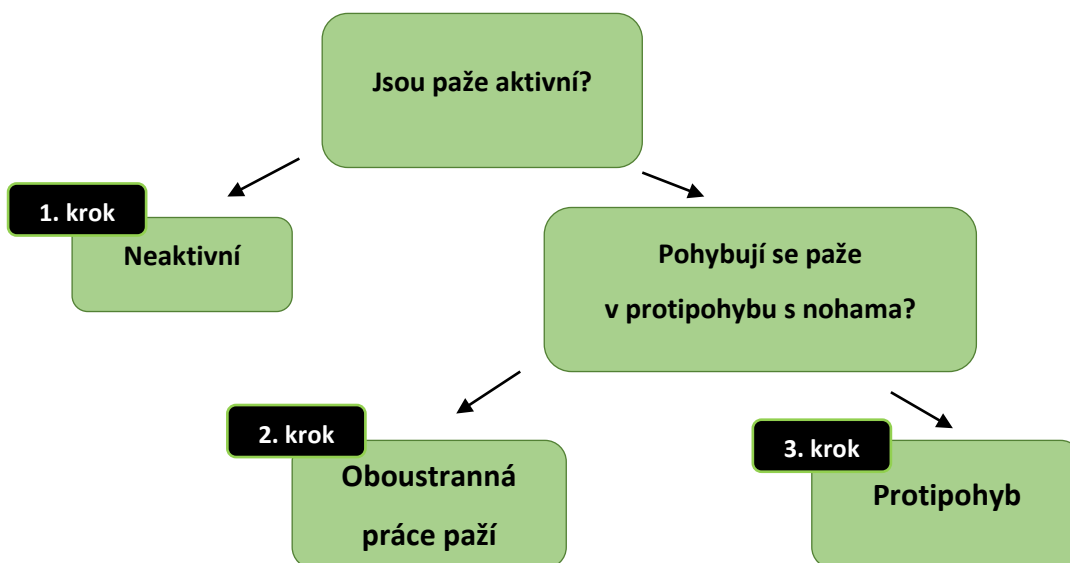 Jsou paže aktivní?
1. krok
Neaktivní
Pohybují se paže
v protipohybu s nohama?
2. krok
Oboustranná
práce paží
3. krok
Protipohyb